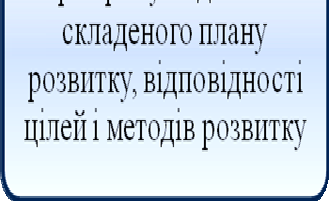 складеного плану
розвитку, відповідності
цілей і методів розвитку